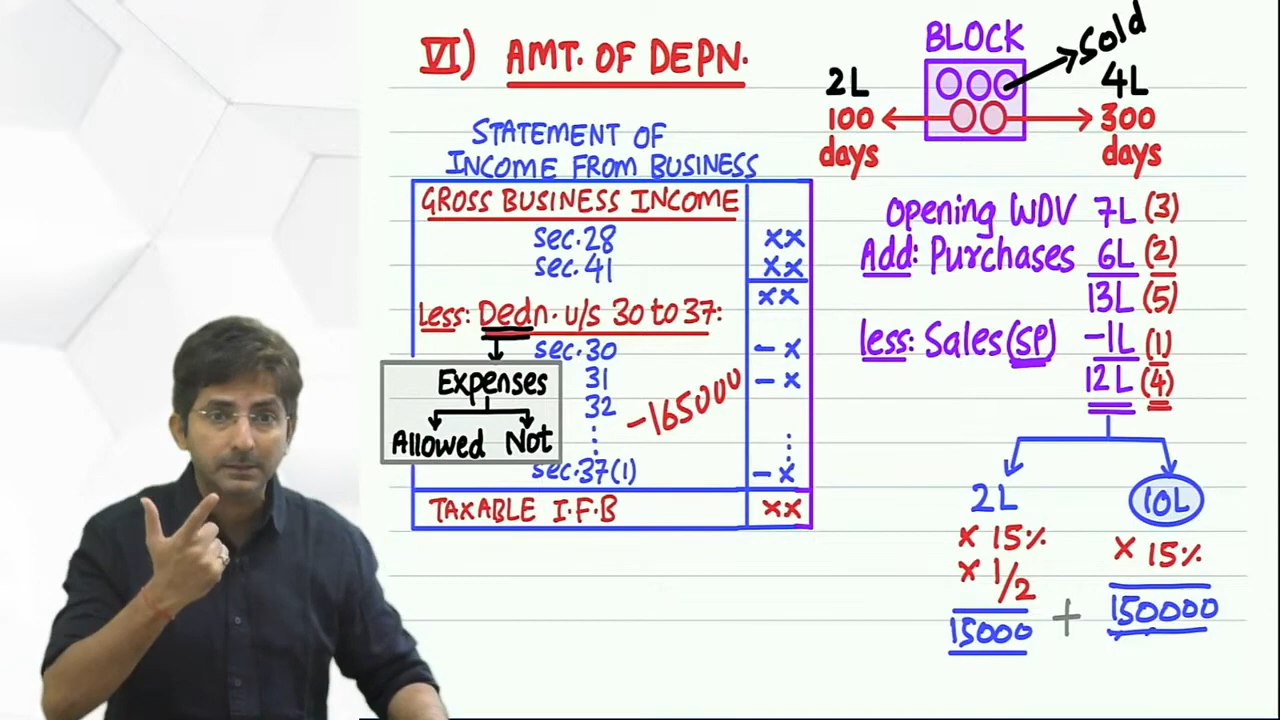 VI) AMT. OF DEPN.
STATEMENT OF
INCOME FROM BUSINESS
GROSS BUSINESS INCOME
sec.28 xx
sec.41 xx
xx
Less: Dedn. u/s 30 to 37:
sec.30 - x
31 - x
32 -165000
sec.37(1) - x
TAXABLE I.F.B xx
Expenses
Allowed Not
BLOCK
Sold
2L 4L
100 300
days days
Opening WDV 7L (3)
Add: Purchases 6L (2)
13L (5)
less: Sales (SP) -1L (1)
12L (4)
2L 10L
x 15% x 15%
x 1/2
15000 + 150000